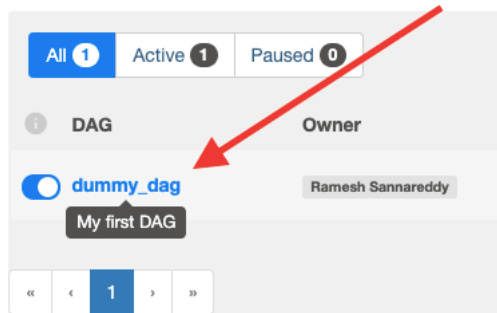 All 1 Active 1 Paused 0
i DAG Owner
dummy_dag Ramesh Sannareddy
My first DAG
« ‹ 1 › »